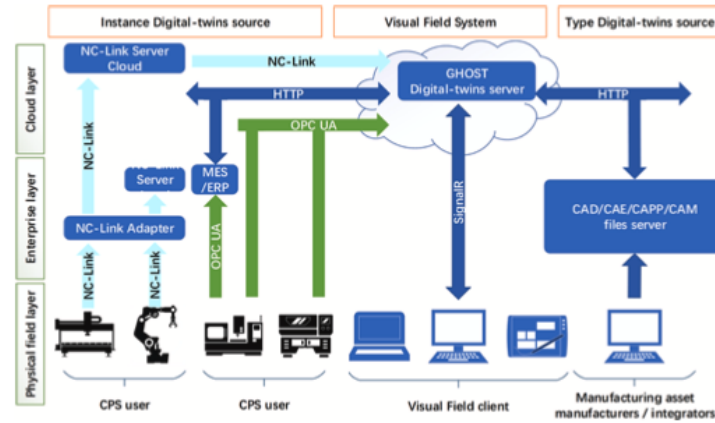 Instance Digital-twins source
Visual Field System
Type Digital-twins source
Cloud layer
Enterprise layer
Physical field layer
NC-Link Server
Cloud
NC-Link
GHOST
Digital-twins server
HTTP
HTTP
OPC UA
NC-Link
Server
MES
/ERP
SignalR
CAD/CAE/CAPP/CAM
files server
NC-Link Adapter
OPC UA
NC-Link
NC-Link
CPS user
CPS user
Visual Field client
Manufacturing asset
manufacturers / integrators